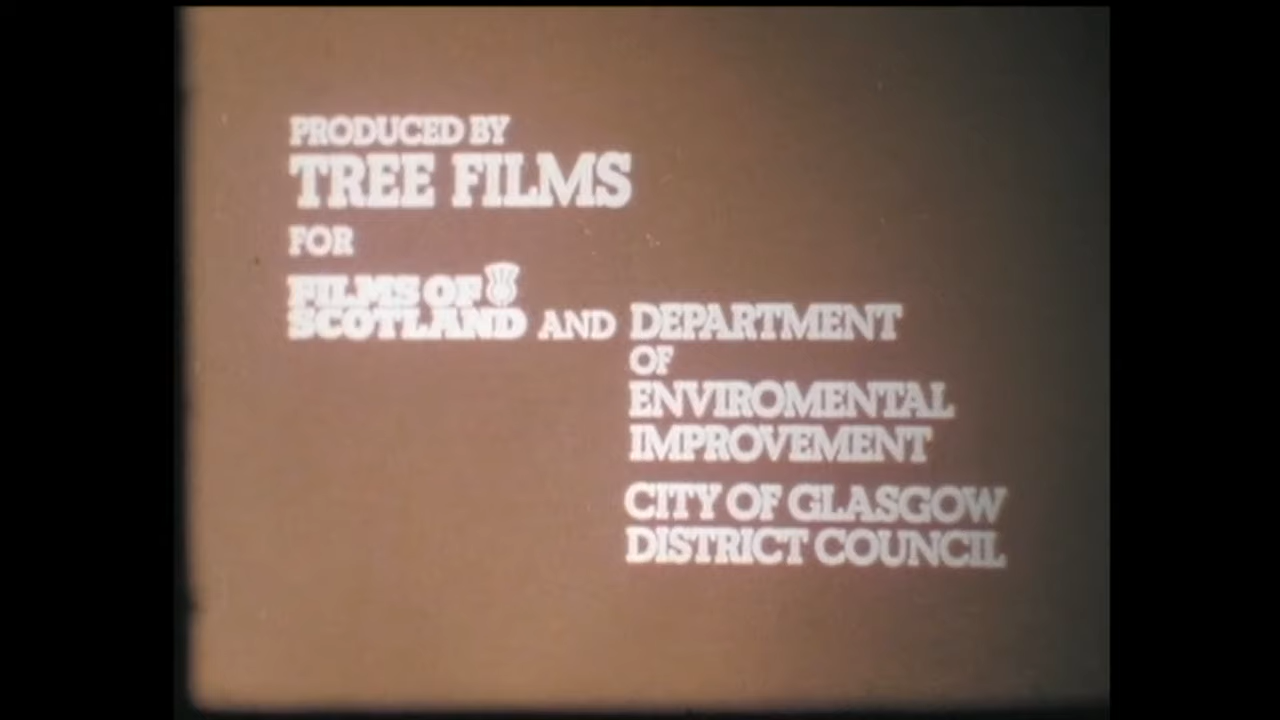 PRODUCED BY
TREE FILMS
FOR
FILMS OF
SCOTLAND AND DEPARTMENT
OF
ENVIROMENTAL
IMPROVEMENT
CITY OF GLASGOW
DISTRICT COUNCIL